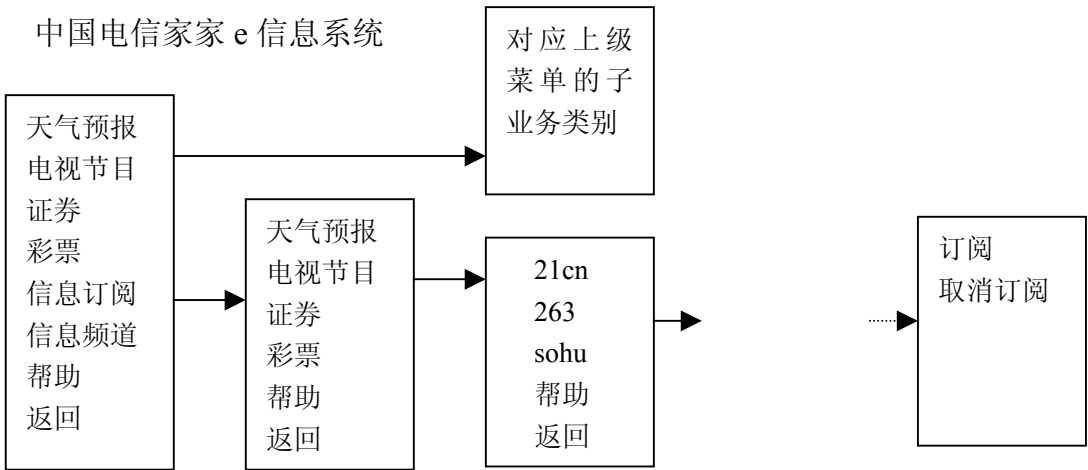 中国电信家家 e 信息系统
对应上级
菜单的子
业务类别
天气预报
电视节目
证券
彩票
信息订阅
信息频道
帮助
返回
天气预报
电视节目
证券
彩票
帮助
返回
21cn
263
sohu
帮助
返回
订阅
取消订阅